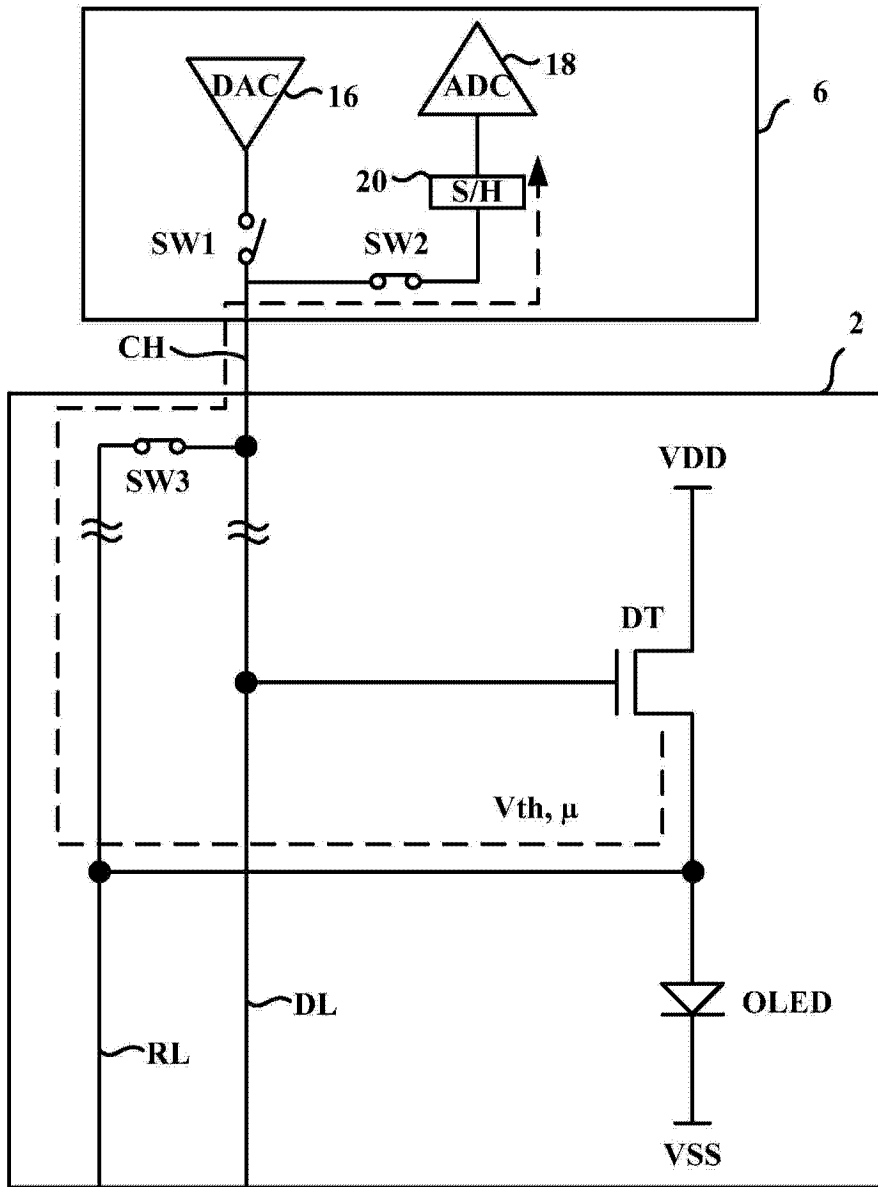 DAC
16
ADC
18
6
20
S/H
SW1
SW2
CH
2
SW3
VDD
DT
Vth, μ
DL
OLED
RL
VSS